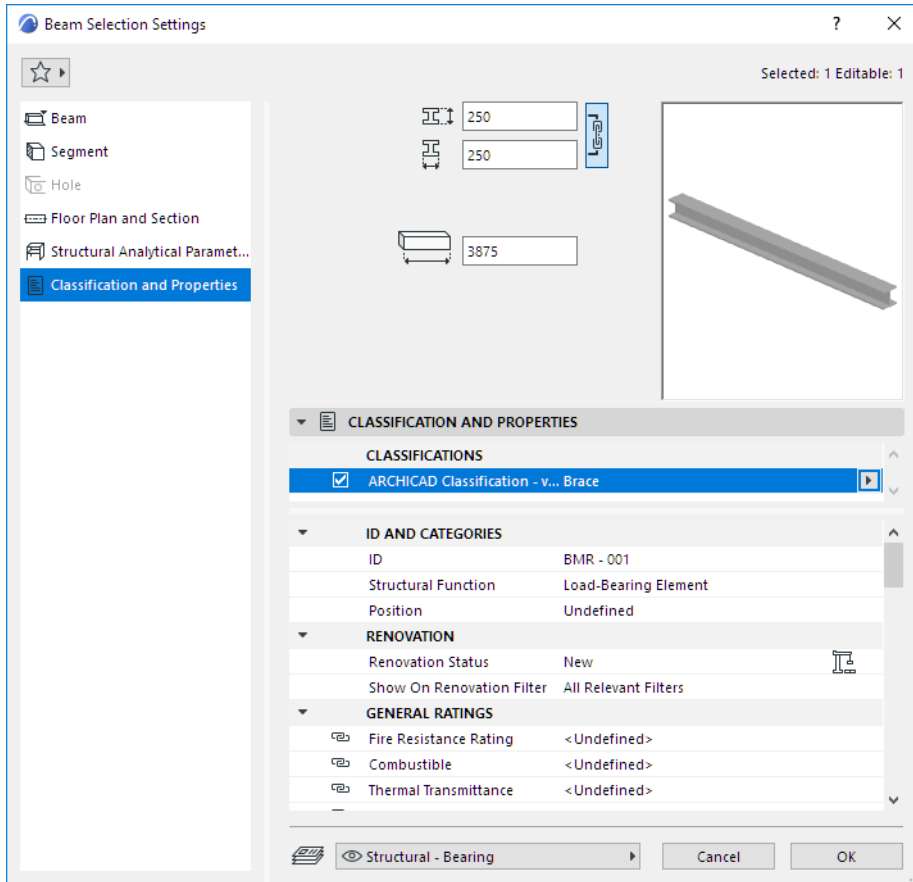 Beam Selection Settings
?
Selected: 1 Editable: 1
Beam
Segment
Hole
Floor Plan and Section
Structural Analytical Paramet...
Classification and Properties
250
250
3875
CLASSIFICATION AND PROPERTIES
CLASSIFICATIONS
ARCHICAD Classification - v... Brace
ID AND CATEGORIES
ID BMR - 001
Structural Function Load-Bearing Element
Position Undefined
RENOVATION
Renovation Status New
Show On Renovation Filter All Relevant Filters
GENERAL RATINGS
Fire Resistance Rating <Undefined>
Combustible <Undefined>
Thermal Transmittance <Undefined>
Structural - Bearing Cancel OK